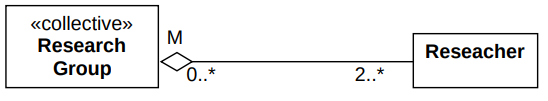 «collective»
Research
Group
M
0..*
2..*
Reseacher